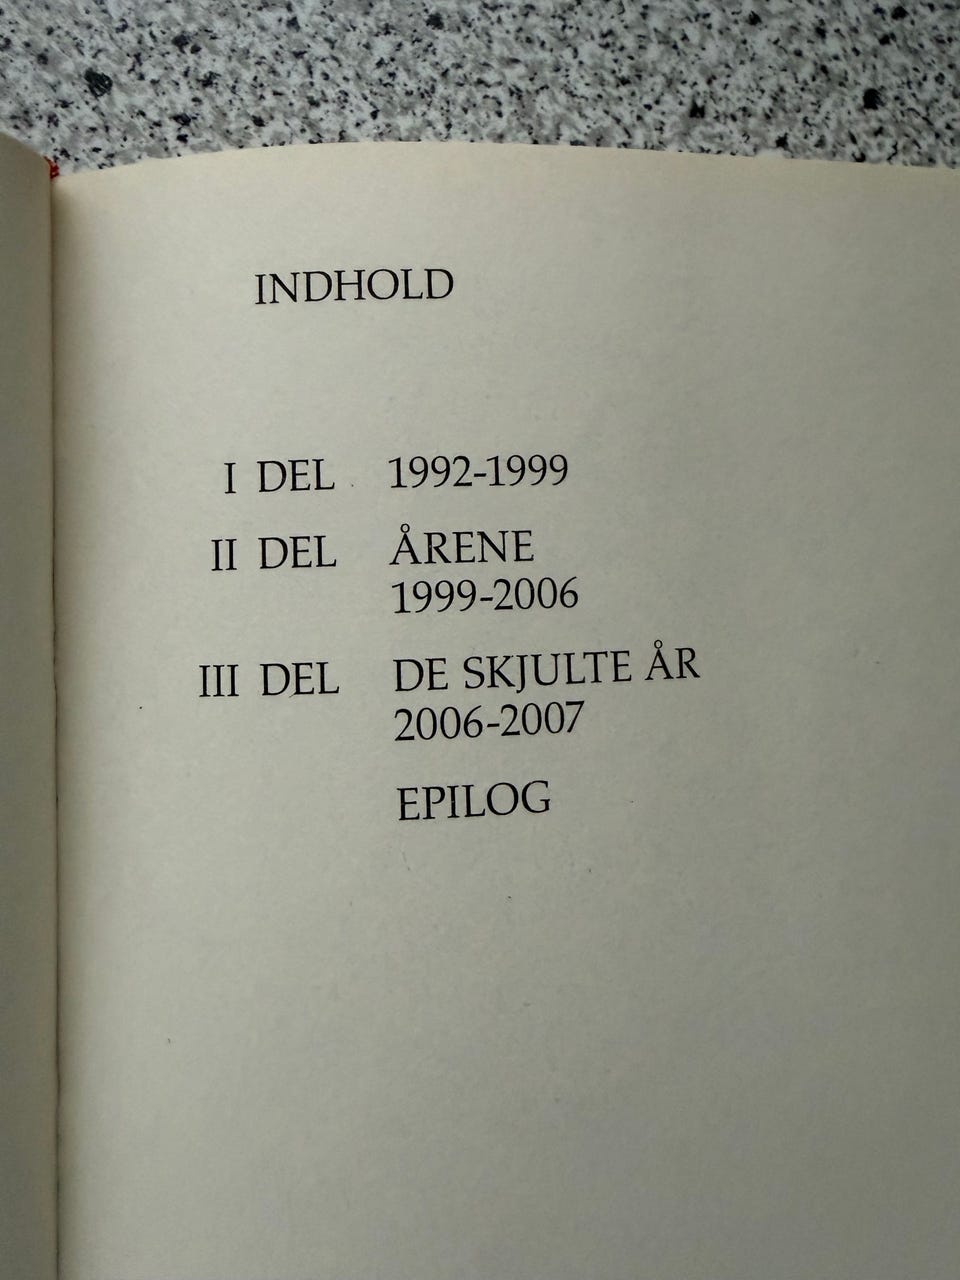 INDHOLD
I DEL 1992-1999
II DEL ÅRENE
1999-2006
III DEL DE SKJULTE ÅR
2006-2007
EPILOG